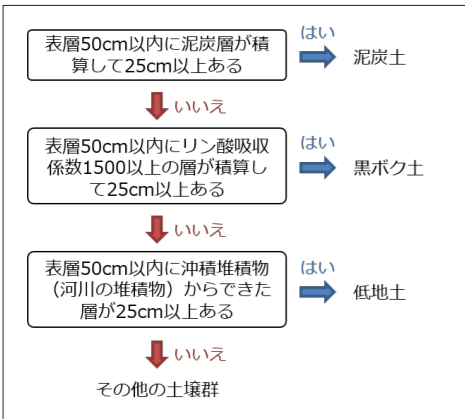 はい
表層50cm以内に泥炭層が積
算して25cm以上ある
泥炭土
いいえ
表層50cm以内にリン酸吸収
係数1500以上の層が積算し
て25cm以上ある
はい
黒ボク土
いいえ
表層50cm以内に沖積堆積物
（河川の堆積物）からできた
層が25cm以上ある
はい
低地土
いいえ
その他の土壌群